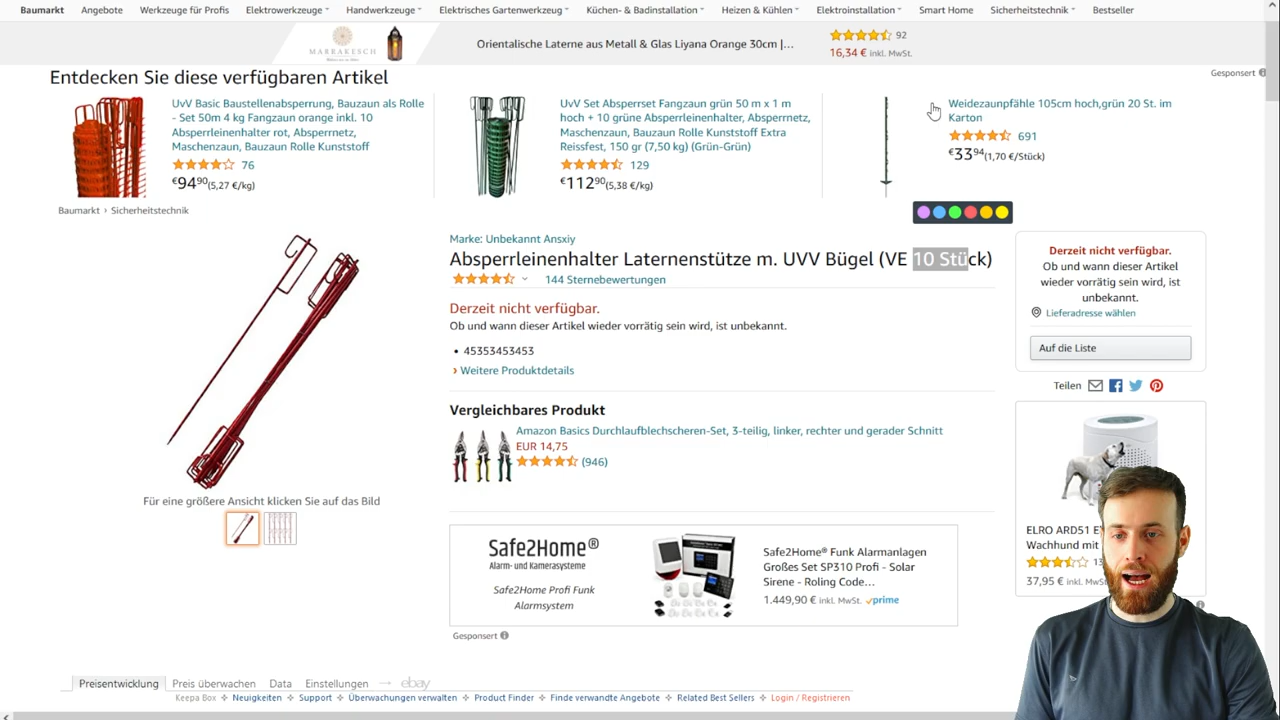 Baumarkt Angebote Werkzeuge für Profis Elektrowerkzeuge Handwerkzeuge Elektrisches Gartenwerkzeug Küchen- & Badinstallation Heizen & Kühlen Elektroinstallation Smart Home Sicherheitstechnik Bestseller
MARRAKESCH
Orientalische Laterne aus Metall & Glas Liyana Orange 30cm |...
92
16,34 € inkl. MwSt.
Entdecken Sie diese verfügbaren Artikel
Gesponsert
UvV Basic Baustellenabsperrung, Bauzaun als Rolle
- Set 50m 4 kg Fangzaun orange inkl. 10
Absperrleinenhalter rot, Absperrnetz,
Maschenzaun, Bauzaun Rolle Kunststoff
76
€94,90 (5,27 €/kg)
UvV Set Absperrset Fangzaun grün 50 m x 1 m
hoch + 10 grüne Absperrleinenhalter, Absperrnetz,
Maschenzaun, Bauzaun Rolle Kunststoff Extra
Reissfest, 150 gr (7,50 kg) (Grün-Grün)
129
€112,90 (5,38 €/kg)
Weidezaunpfähle 105cm hoch,grün 20 St. im
Karton
691
€33,94 (1,70 €/Stück)
Baumarkt › Sicherheitstechnik
Marke: Unbekannt Ansxiy
Absperrleinenhalter Laternenstütze m. UVV Bügel (VE 10 Stück)
144 Sternebewertungen
Derzeit nicht verfügbar.
Ob und wann dieser Artikel wieder vorrätig sein wird, ist unbekannt.
• 45353453453
› Weitere Produktdetails
Vergleichbares Produkt
Amazon Basics Durchlaufblechscheren-Set, 3-teilig, linker, rechter und gerader Schnitt
EUR 14,75
(946)
Für eine größere Ansicht klicken Sie auf das Bild
Safe2Home®
Alarm- und Kamerasysteme
Safe2Home Profi Funk
Alarmsystem
Safe2Home® Funk Alarmanlagen
Großes Set SP310 Profi - Solar
Sirene - Roling Code...
1.449,90 € inkl. MwSt. prime
Gesponsert
Derzeit nicht verfügbar.
Ob und wann dieser Artikel
wieder vorrätig sein wird, ist
unbekannt.
Lieferadresse wählen
Auf die Liste
Teilen
ELRO ARD51
Wachhund mit
37,95 € inkl. MwSt.
Preisentwicklung Preis überwachen Data Einstellungen ebay
Keepa Box Neuigkeiten Support Überwachungen verwalten Product Finder Finde verwandte Angebote Related Best Sellers Login / Registrieren